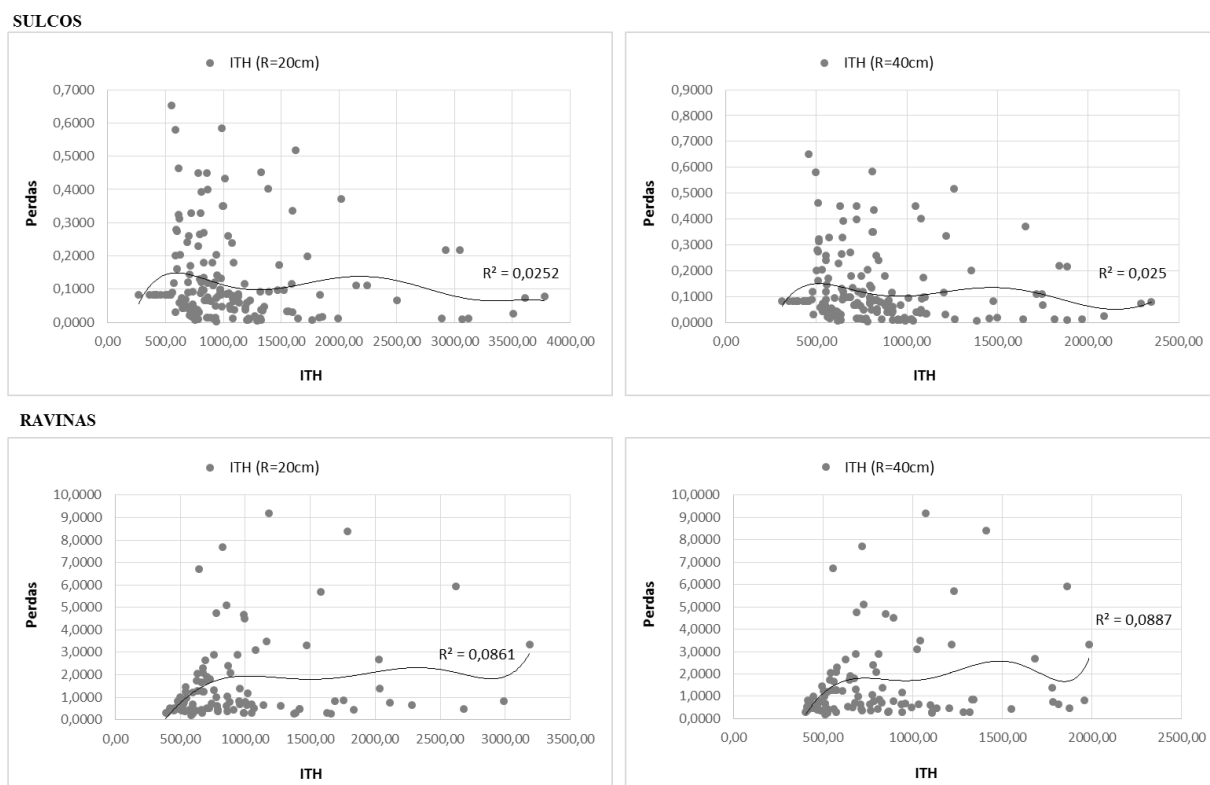 SULCOS
ITH (R=20cm)
0,7000
0,6000
0,5000
0,4000
0,3000
0,2000
0,1000
0,0000
Perdas
R² = 0,0252
0,00 500,00 1000,00 1500,00 2000,00 2500,00 3000,00 3500,00 4000,00
ITH
ITH (R=40cm)
0,9000
0,8000
0,7000
0,6000
0,5000
0,4000
0,3000
0,2000
0,1000
0,0000
Perdas
R² = 0,025
0,00 500,00 1000,00 1500,00 2000,00 2500,00
ITH
RAVINAS
ITH (R=20cm)
10,0000
9,0000
8,0000
7,0000
6,0000
5,0000
4,0000
3,0000
2,0000
1,0000
0,0000
Perdas
R² = 0,0861
0,00 500,00 1000,00 1500,00 2000,00 2500,00 3000,00 3500,00
ITH
ITH (R=40cm)
10,0000
9,0000
8,0000
7,0000
6,0000
5,0000
4,0000
3,0000
2,0000
1,0000
0,0000
Perdas
R² = 0,0887
0,00 500,00 1000,00 1500,00 2000,00 2500,00
ITH